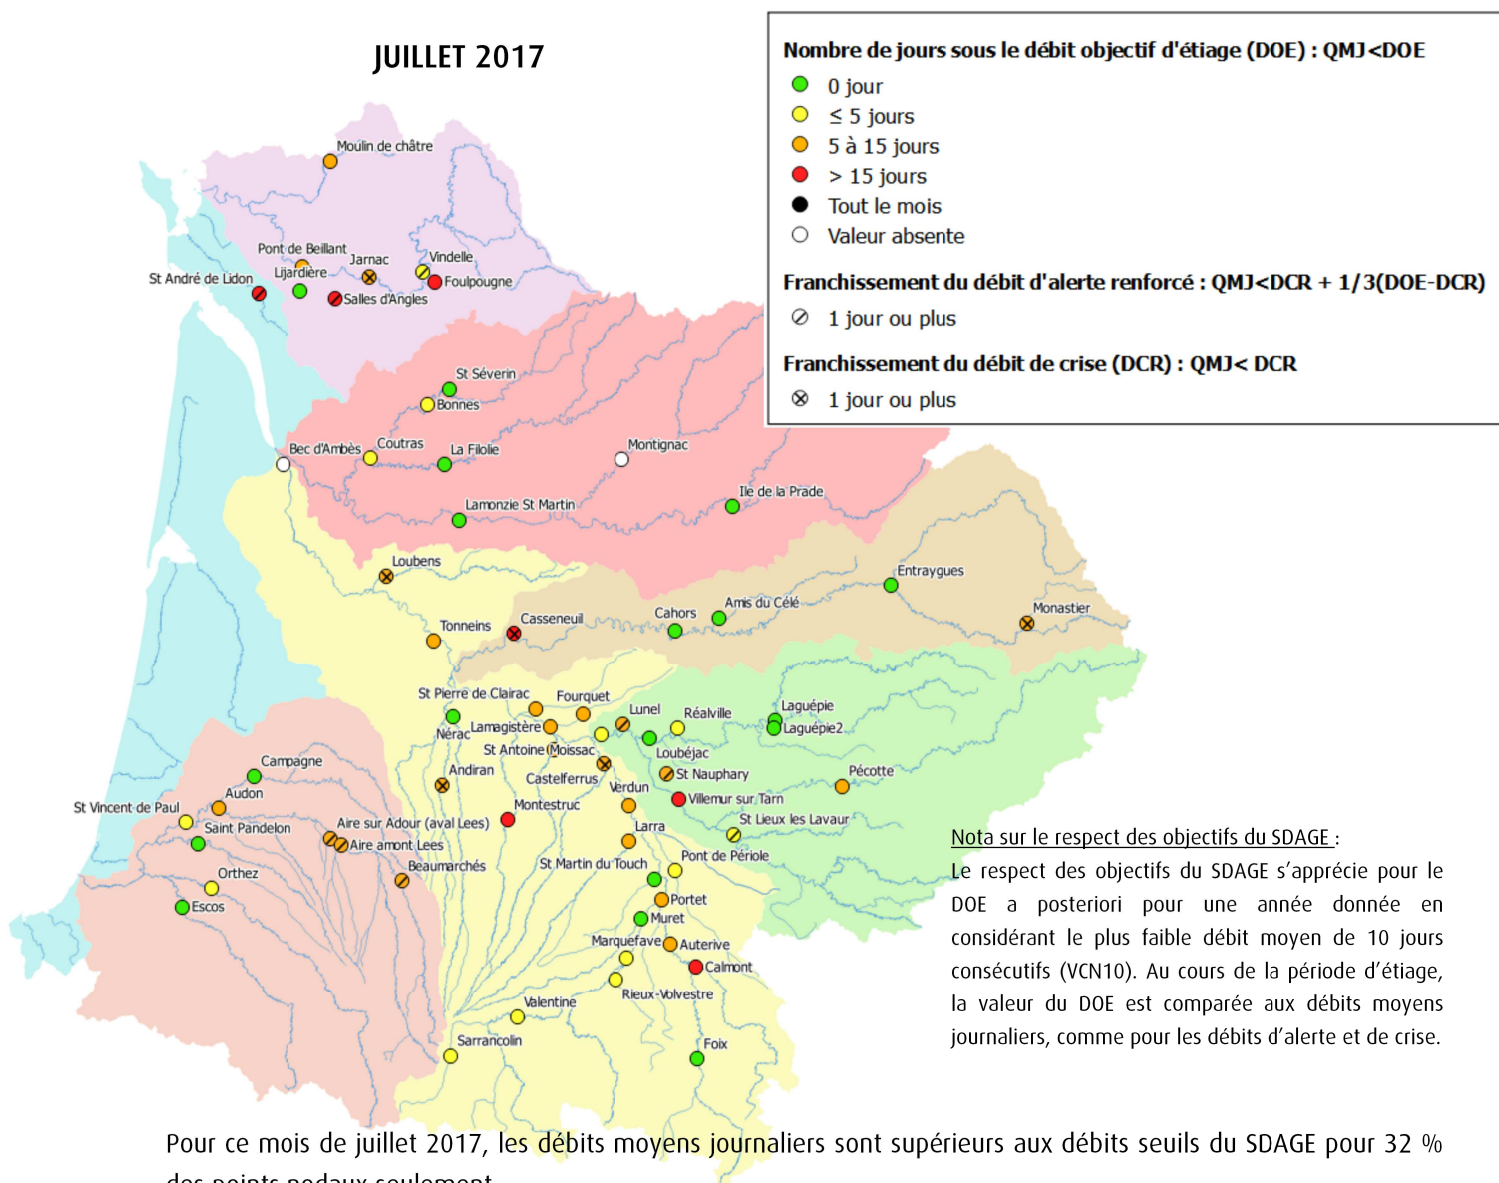 JUILLET 2017
Nombre de jours sous le débit objectif d'étiage (DOE) : QMJ<DOE
0 jour
≤ 5 jours
5 à 15 jours
> 15 jours
Tout le mois
Valeur absente
Franchissement du débit d'alerte renforcé : QMJ<DCR + 1/3(DOE-DCR)
1 jour ou plus
Franchissement du débit de crise (DCR) : QMJ< DCR
1 jour ou plus
Moulin de châtre
Pont de Beillant
Jarnac
Vindelle
St André de Lidon
Lijardière
Foulpougne
Salles d'Angles
St Séverin
Bonnes
Bec d'Ambès
Coutras
La Filolie
Montignac
Lamonzie St Martin
Ile de la Prade
Loubens
Entraygues
Casseneuil
Cahors
Amis du Célé
Monastier
Tonneins
St Pierre de Clairac
Fourquet
Lunel
Réalville
Laguépie
Laguépie2
Nérac
Lamagistère
St Antoine
Moissac
Loubéjac
Campagne
Andiran
Castelferrus
St Nauphary
Pécotte
Audon
Verdun
Villemur sur Tarn
St Vincent de Paul
Montestruc
St Lieux les Lavaur
Saint Pandelon
Aire sur Adour (aval Lees)
Larra
Aire amont Lees
Beaumarchés
St Martin du Touch
Pont de Périole
Orthez
Portet
Escos
Muret
Marquefave
Auterive
Calmont
Rieux-Volvestre
Valentine
Sarrancolin
Foix
Nota sur le respect des objectifs du SDAGE :
Le respect des objectifs du SDAGE s'apprécie pour le
DOE a posteriori pour une année donnée en
considérant le plus faible débit moyen de 10 jours
consécutifs (VCN10). Au cours de la période d'étiage,
la valeur du DOE est comparée aux débits moyens
journaliers, comme pour les débits d'alerte et de crise.
Pour ce mois de juillet 2017, les débits moyens journaliers sont supérieurs aux débits seuils du SDAGE pour 32 %
des points nodaux seulement